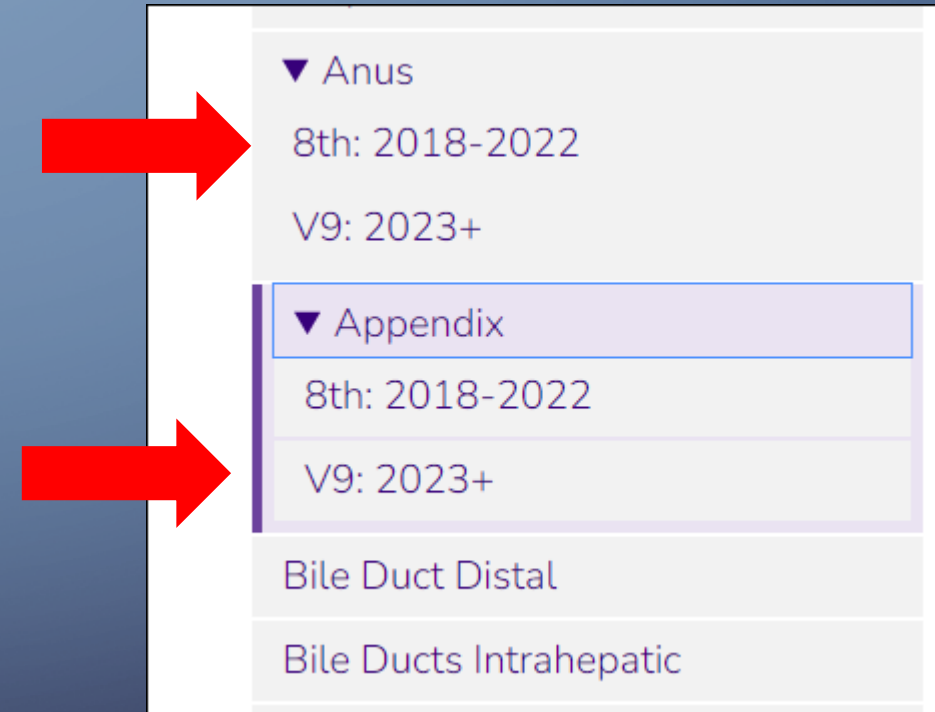 ▼ Anus
8th: 2018-2022
V9: 2023+
▼ Appendix
8th: 2018-2022
V9: 2023+
Bile Duct Distal
Bile Ducts Intrahepatic